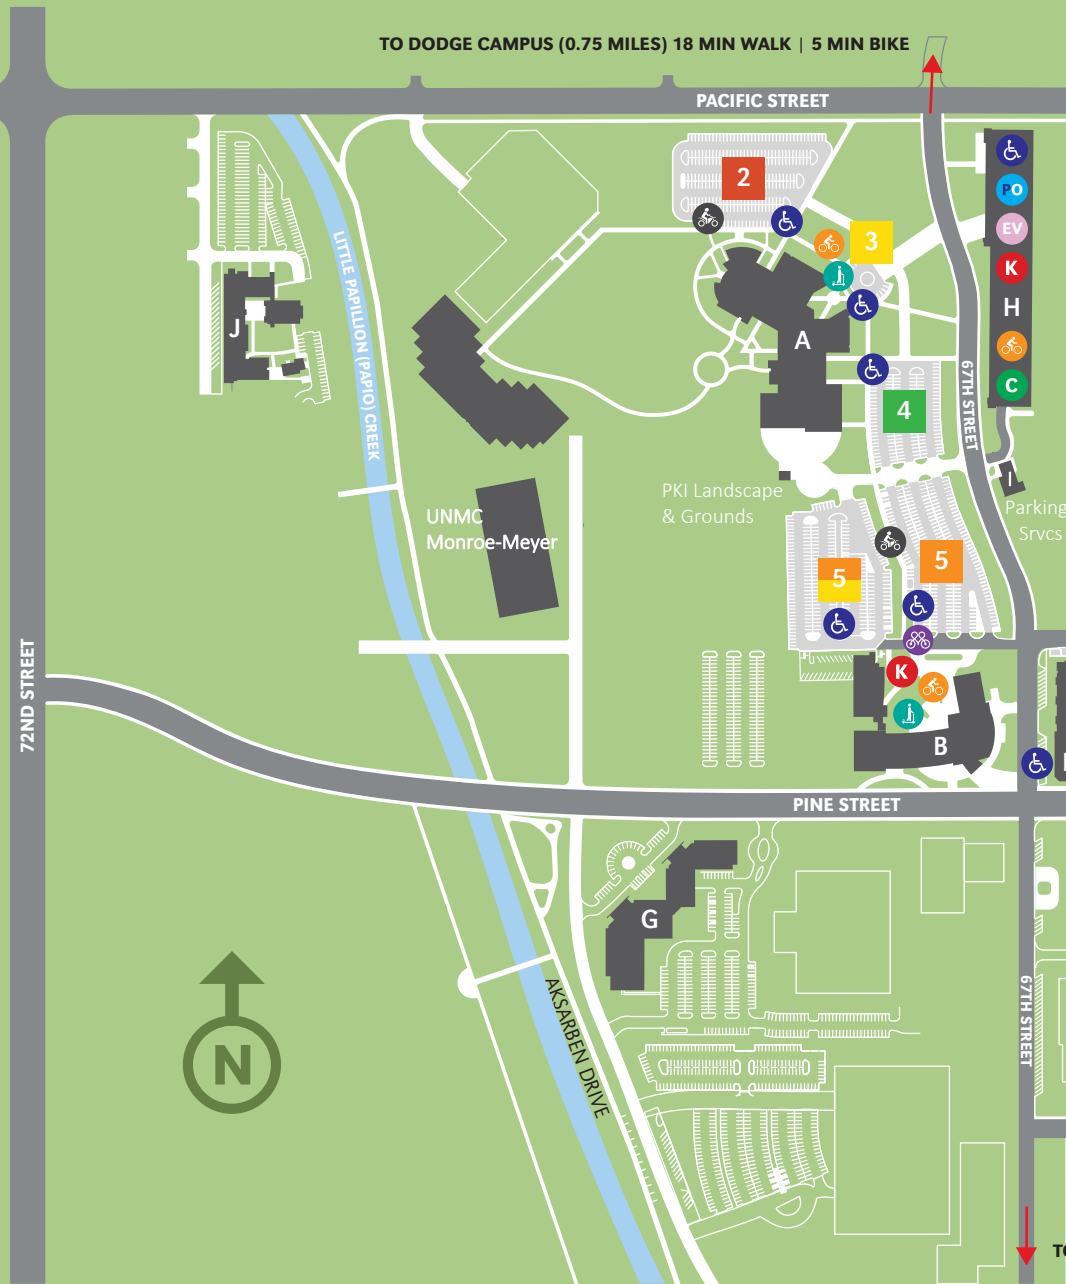 TO DODGE CAMPUS (0.75 MILES) 18 MIN WALK | 5 MIN BIKE
PACIFIC STREET
2
PO
3
EV
K
H
A
J
LITTLE PAPILLION (PAPIO) CREEK
67TH STREET
C
4
I
PKI Landscape
& Grounds
Parking
Srvcs
UNMC
Monroe-Meyer
5
5
K
B
72ND STREET
PINE STREET
G
AKSARBEN DRIVE
67TH STREET
N
TO